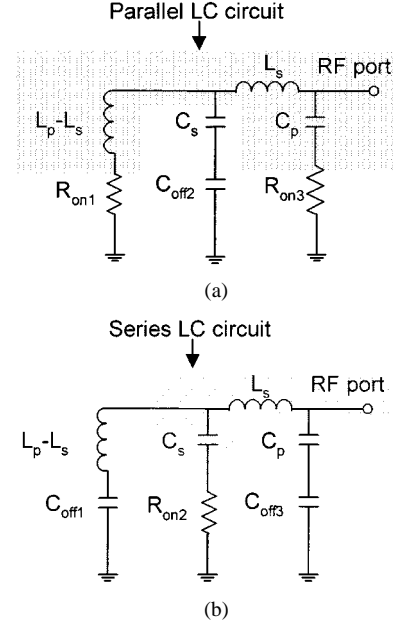 Parallel LC circuit
Ls RF port
Lp-Ls Cs Cp
Ron1 Coff2 Ron3
(a)
Series LC circuit
Ls RF port
Lp-Ls Cs Cp
Coff1 Ron2 Coff3
(b)